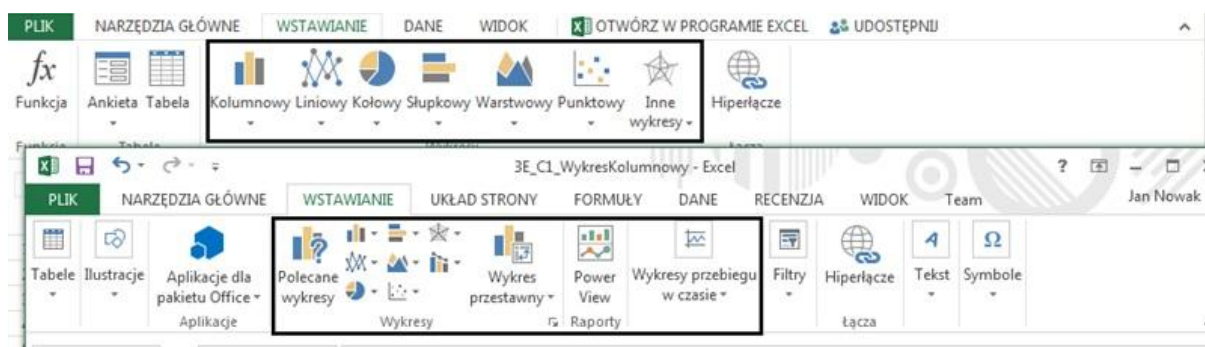 PLIK NARZĘDZIA GŁÓWNE WSTAWIANIE DANE WIDOK OTWÓRZ W PROGRAMIE EXCEL UDOSTĘPNIJ
fx
Funkcja Ankieta Tabela Kolumnowy Liniowy Kołowy Słupkowy Warstwowy Punktowy Inne wykresy Hiperłącze
3E_C1_WykresKolumnowy - Excel ?
PLIK NARZĘDZIA GŁÓWNE WSTAWIANIE UKŁAD STRONY FORMUŁY DANE RECENZJA WIDOK Team Jan Nowak
Tabele Ilustracje Aplikacje dla Polecane Wykres Power Wykresy przebiegu Filtry Hiperłącze Tekst Symbole
pakietu Office wykresy przestawny View w czasie
Aplikacje Wykresy Raporty Łącza